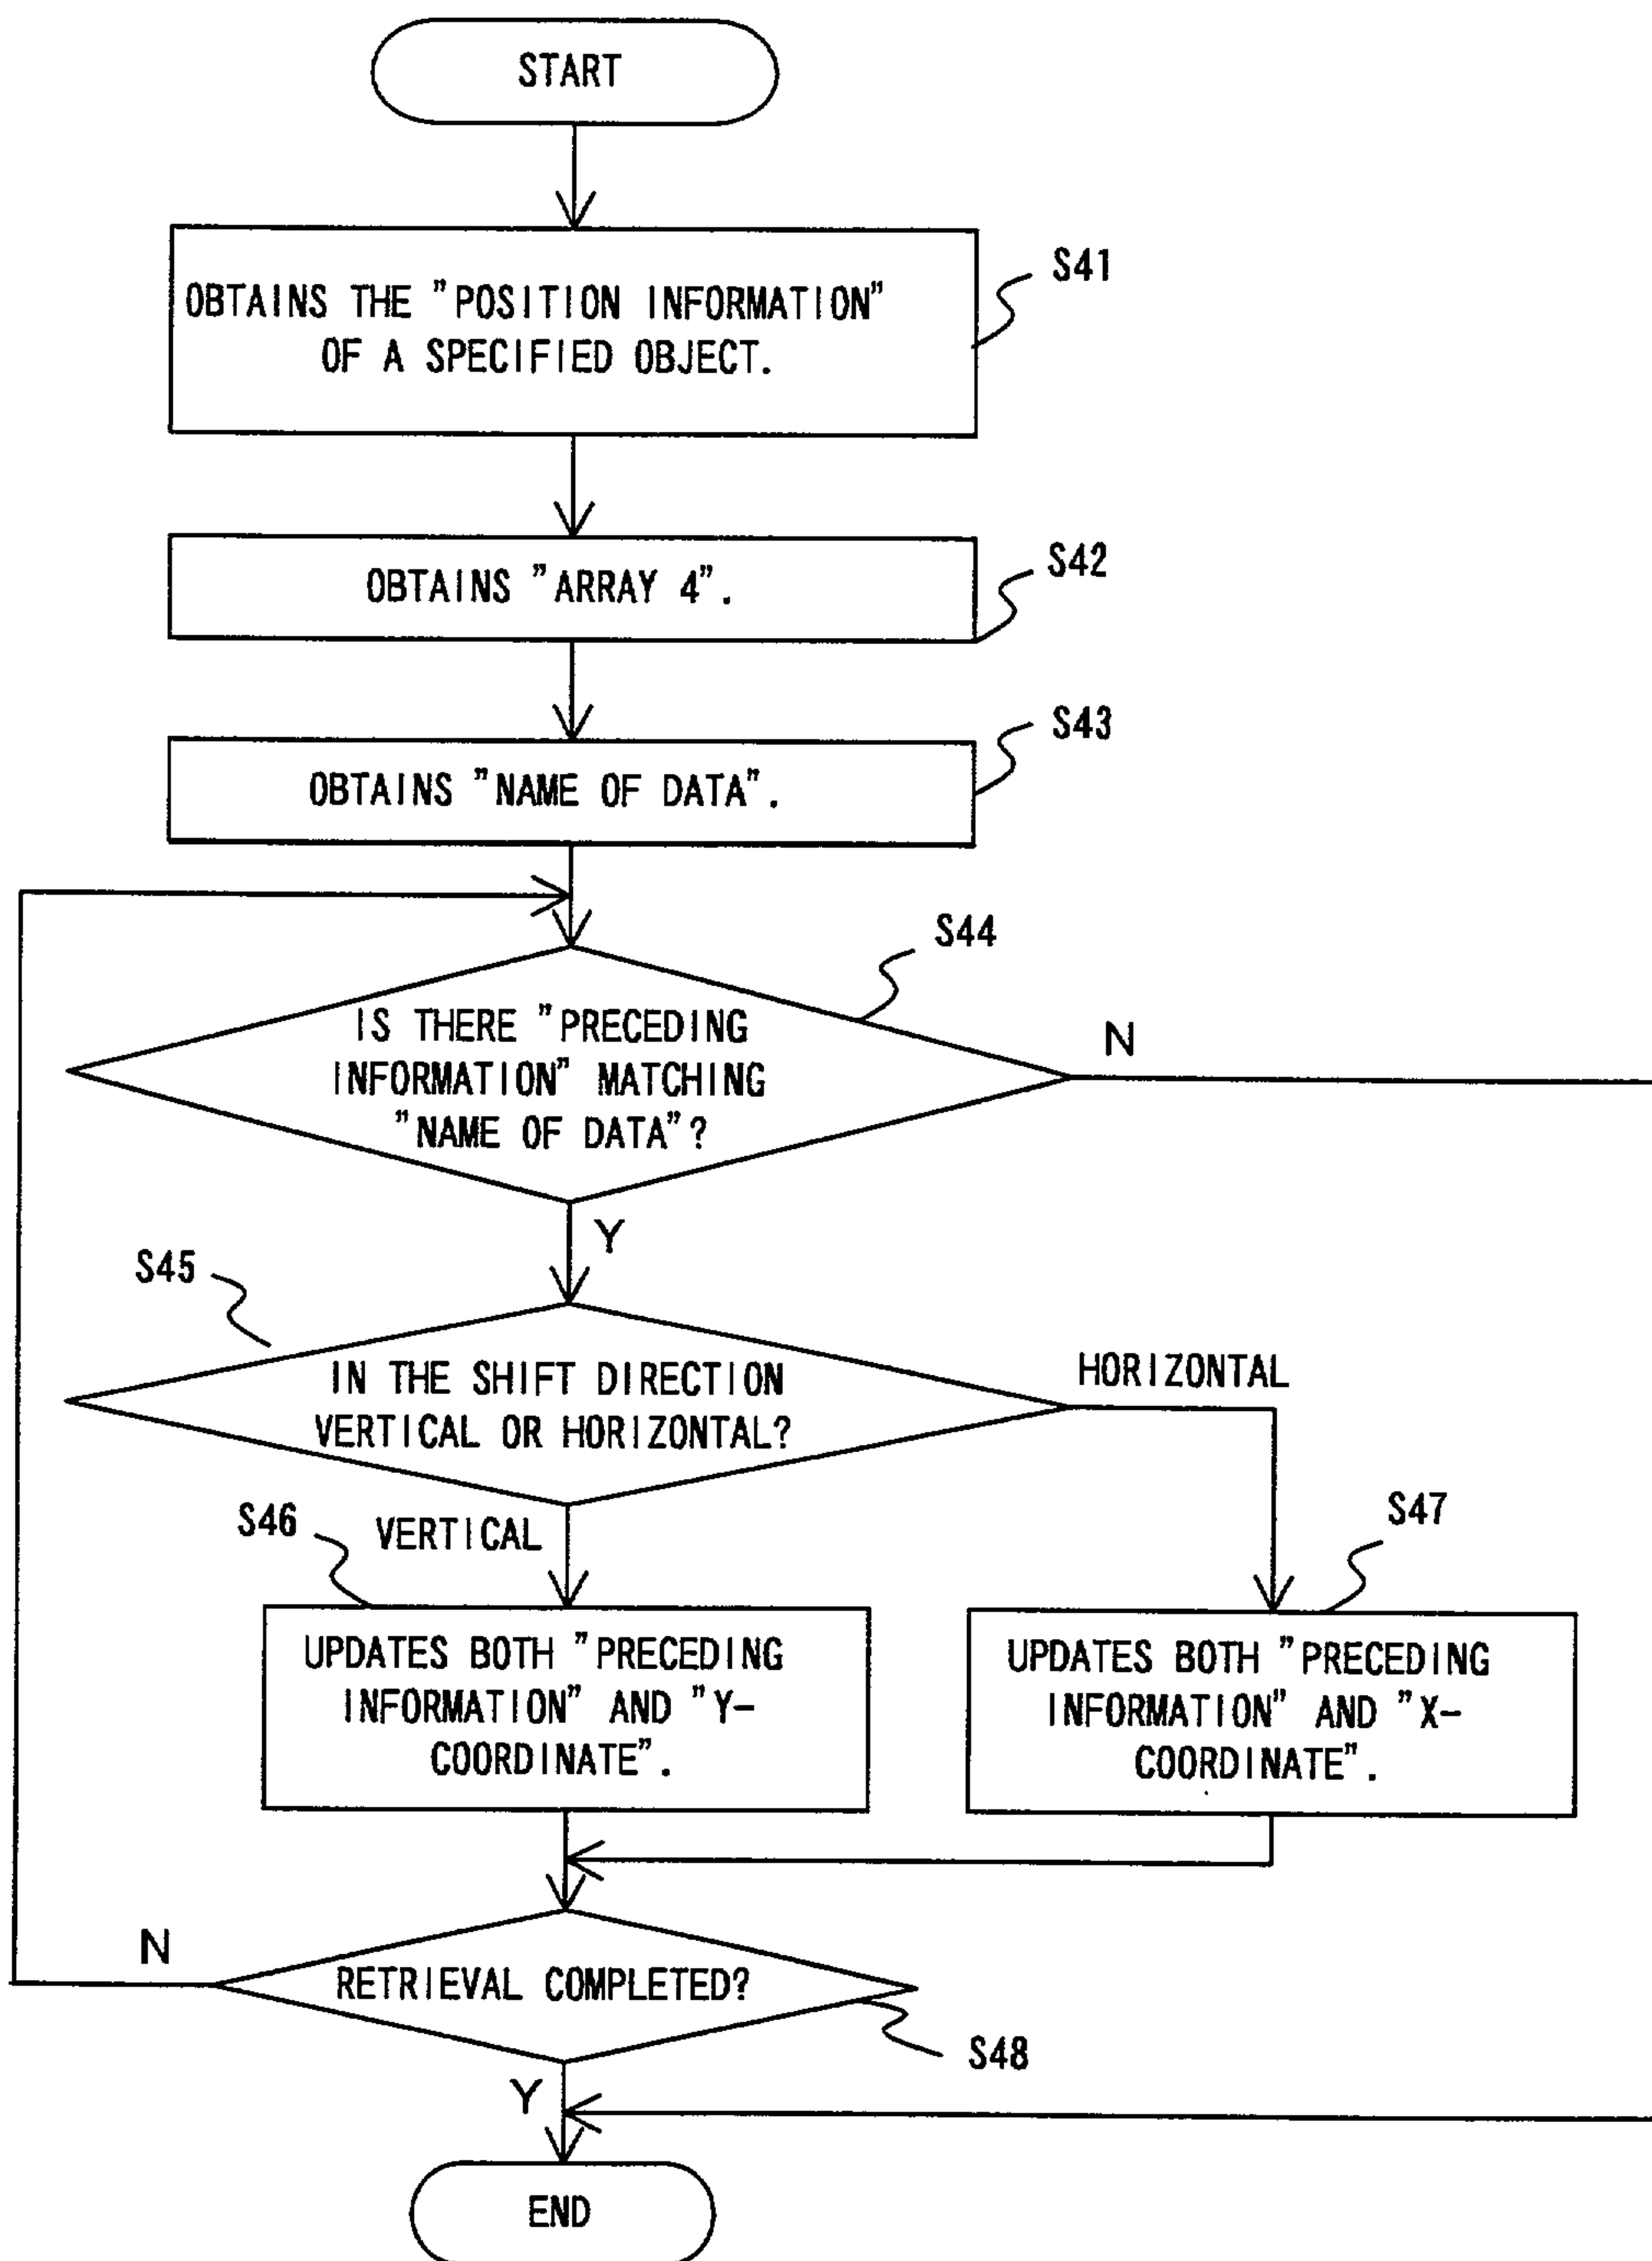 START
S41
OBTAINS THE "POSITION INFORMATION"
OF A SPECIFIED OBJECT.
S42
OBTAINS "ARRAY 4".
S43
OBTAINS "NAME OF DATA".
S44
IS THERE "PRECEDING
INFORMATION" MATCHING
"NAME OF DATA"?
N
Y
S45
IN THE SHIFT DIRECTION
VERTICAL OR HORIZONTAL?
HORIZONTAL
S46
VERTICAL
S47
UPDATES BOTH "PRECEDING
INFORMATION" AND "Y-
COORDINATE".
UPDATES BOTH "PRECEDING
INFORMATION" AND "X-
COORDINATE".
N
RETRIEVAL COMPLETED?
S48
Y
END